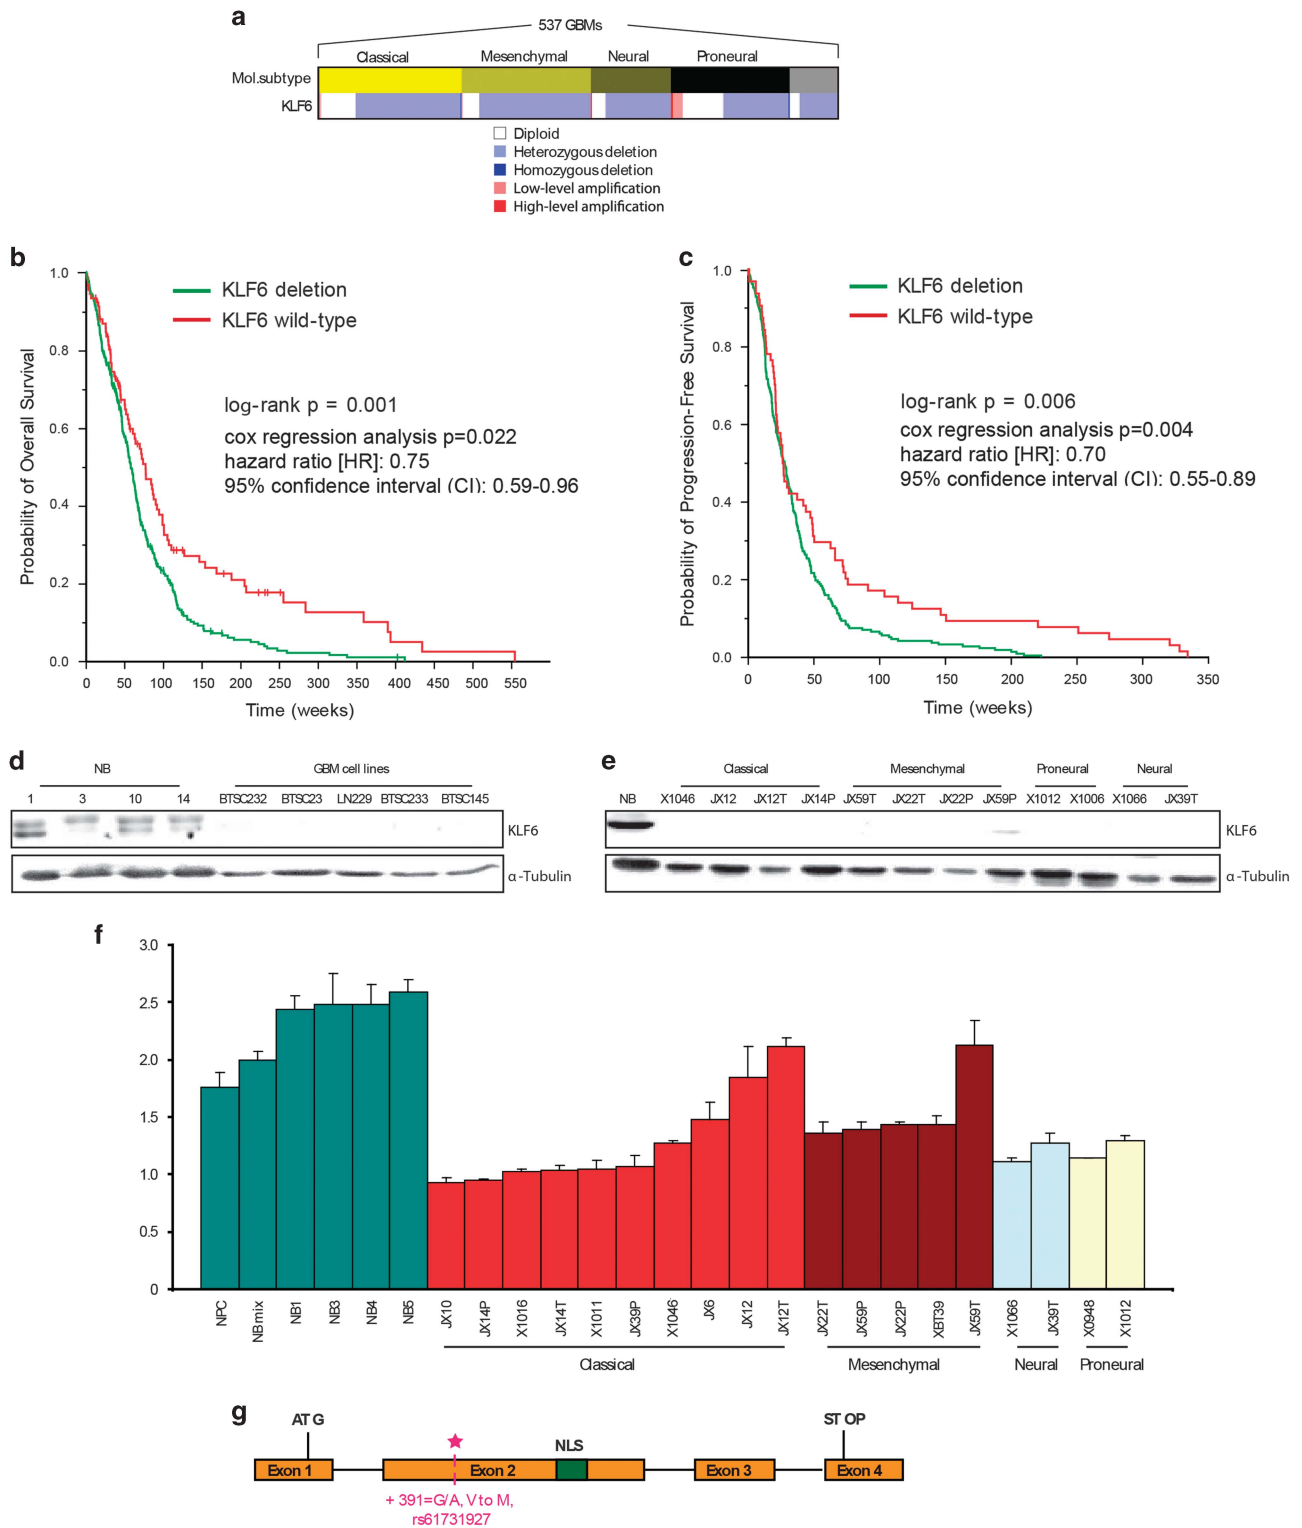 a
537 GBMs
Classical Mesenchymal Neural Proneural
Mol.subtype
KLF6
Diploid
Heterozygous deletion
Homozygous deletion
Low-level amplification
High-level amplification
b
Probability of Overall Survival
1.0
0.8
0.6
0.4
0.2
0.0
KLF6 deletion
KLF6 wild-type
log-rank p = 0.001
cox regression analysis p=0.022
hazard ratio [HR]: 0.75
95% confidence interval (CI): 0.59-0.96
0 50 100 150 200 250 300 350 400 450 500 550
Time (weeks)
c
Probability of Progression-Free Survival
1.0
0.8
0.6
0.4
0.2
0.0
KLF6 deletion
KLF6 wild-type
log-rank p = 0.006
cox regression analysis p=0.004
hazard ratio [HR]: 0.70
95% confidence interval (CI): 0.55-0.89
0 50 100 150 200 250 300 350
Time (weeks)
d
NB GBM cell lines
1 3 10 14 BTSC232 BTSC23 LN229 BTSC233 BTSC145
KLF6
α-Tubulin
e
Classical Mesenchymal Proneural Neural
NB X1046 JX12 JX12T JX14P JX59T JX22T JX22P JX59P X1012 X1006 X1066 JX39T
KLF6
α-Tubulin
f
3.0
2.5
2.0
1.5
1.0
0.5
0
NPC NBmix NB1 NB3 NB4 NB5 JX10 JX14P X1016 JX14T X1011 JX39P X1046 JX6 JX12 JX12T JX22T JX59P JX22P XBT39 JX59T X1066 JX39T X0948 X1012
Classical Mesenchymal Neural Proneural
g
ATG STOP
NLS
Exon 1 Exon 2 Exon 3 Exon 4
+ 391=G/A, V to M,
rs61731927